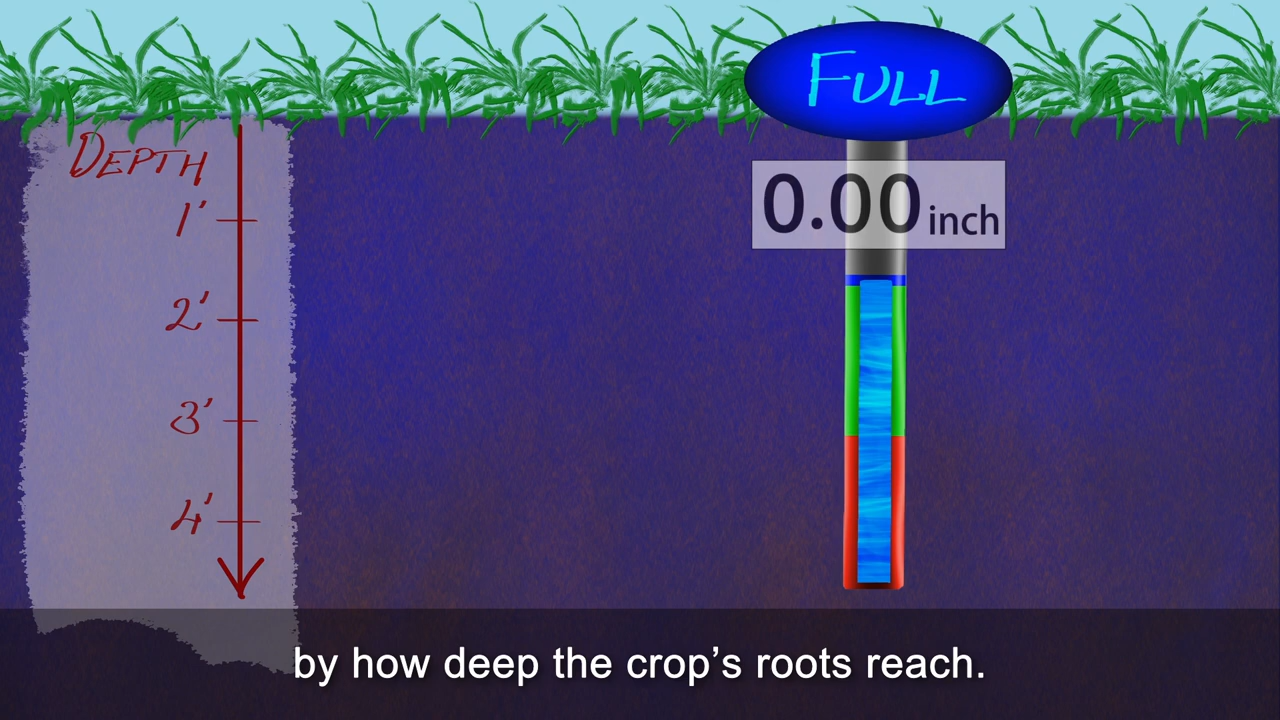 FULL
DEPTH
0.00 inch
1'
2'
3'
4'
by how deep the crop’s roots reach.